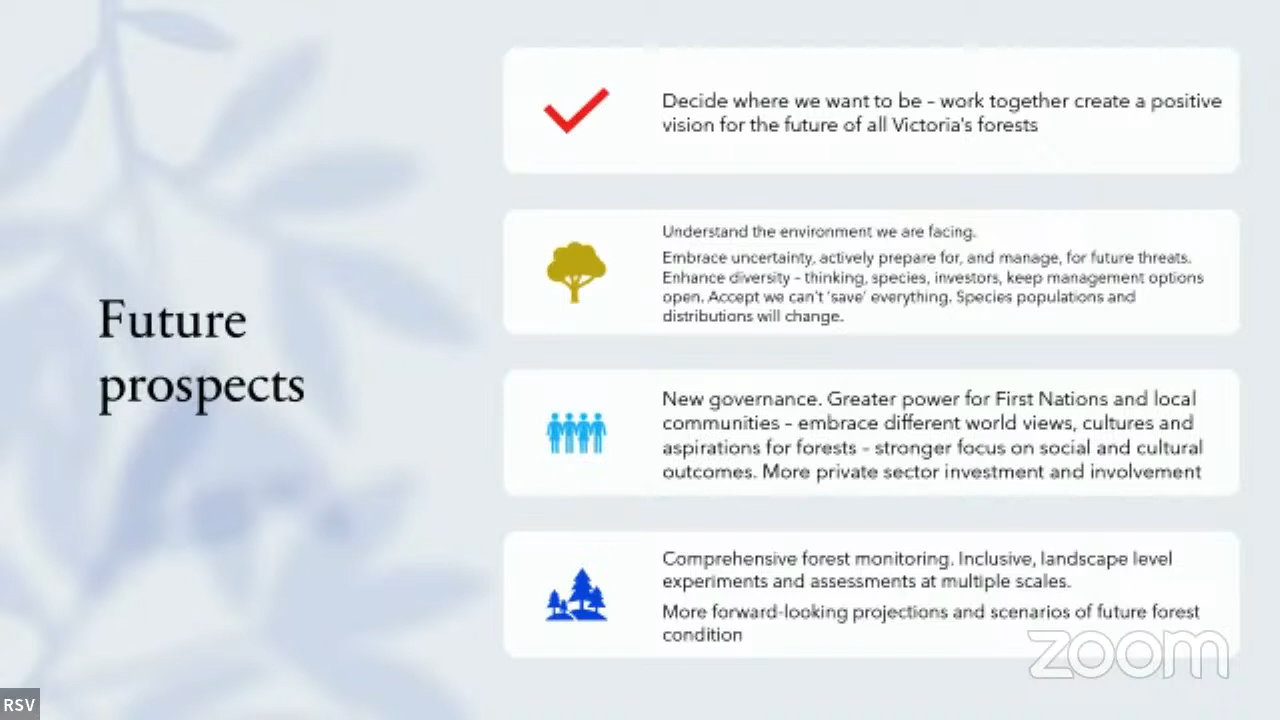 Future
prospects
Decide where we want to be – work together create a positive
vision for the future of all Victoria's forests
Understand the environment we are facing.
Embrace uncertainty, actively prepare for, and manage, for future threats.
Enhance diversity – thinking, species, investors, keep management options
open. Accept we can't 'save' everything. Species populations and
distributions will change.
New governance. Greater power for First Nations and local
communities – embrace different world views, cultures and
aspirations for forests – stronger focus on social and cultural
outcomes. More private sector investment and involvement
Comprehensive forest monitoring. Inclusive, landscape level
experiments and assessments at multiple scales.
More forward-looking projections and scenarios of future forest
condition
zoom
RSV